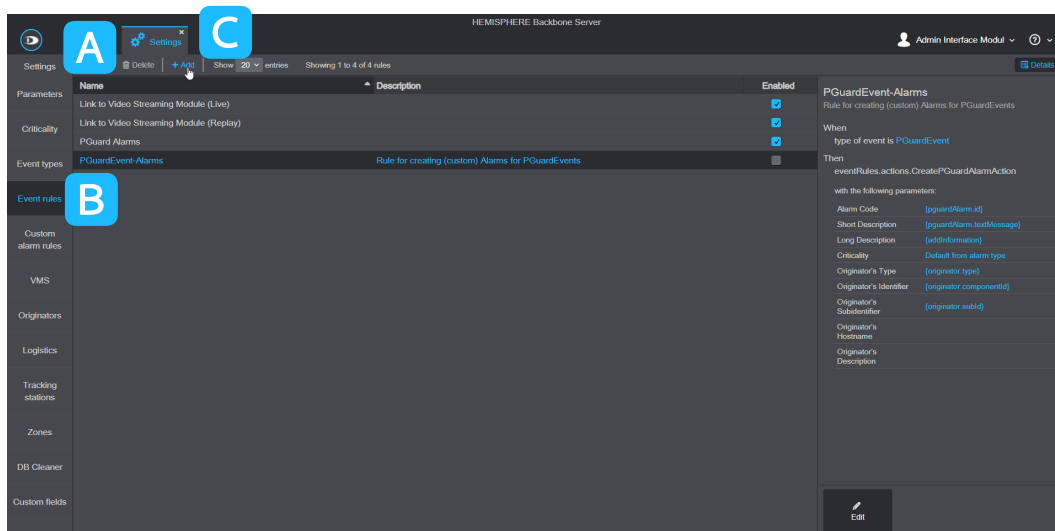 HEMISPHERE Backbone Server
A
Settings
C
Admin Interface Modul
Settings
Delete
+ Add
Show 20 entries
Showing 1 to 4 of 4 rules
Details
Parameters
Criticality
Event types
Event rules
B
Custom
alarm rules
VMS
Originators
Logistics
Tracking
stations
Zones
DB Cleaner
Custom fields
Name Description Enabled
Link to Video Streaming Module (Live)
Link to Video Streaming Module (Replay)
PGuard Alarms
PGuardEvent-Alarms Rule for creating (custom) Alarms for PGuardEvents
PGuardEvent-Alarms
Rule for creating (custom) Alarms for PGuardEvents
When
type of event is PGuardEvent
Then
eventRules.actions.CreatePGuardAlarmAction
with the following parameters:
Alarm Code {pguardAlarm.id}
Short Description {pguardAlarm.textMessage}
Long Description {addInformation}
Criticality Default from alarm type
Originator's Type {originator.type}
Originator's Identifier {originator.componentId}
Originator's
Subidentifier {originator.subId}
Originator's
Hostname
Originator's
Description
Edit